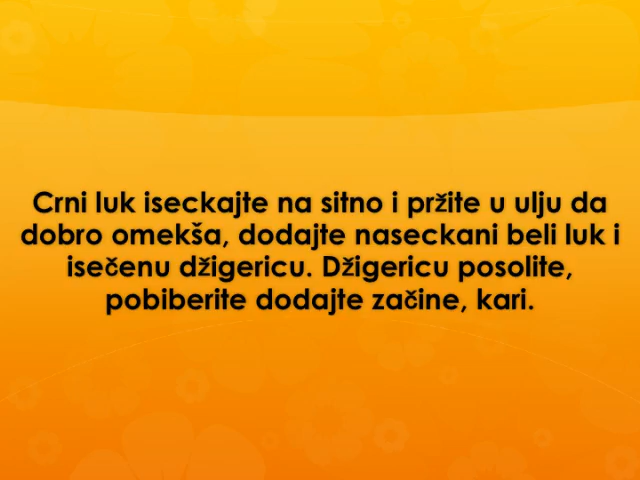 Crni luk iseckajte na sitno i pržite u ulju da
dobro omekša, dodajte naseckani beli luk i
isečenu džigericu. Džigericu posolite,
pobiberite dodajte začine, kari.